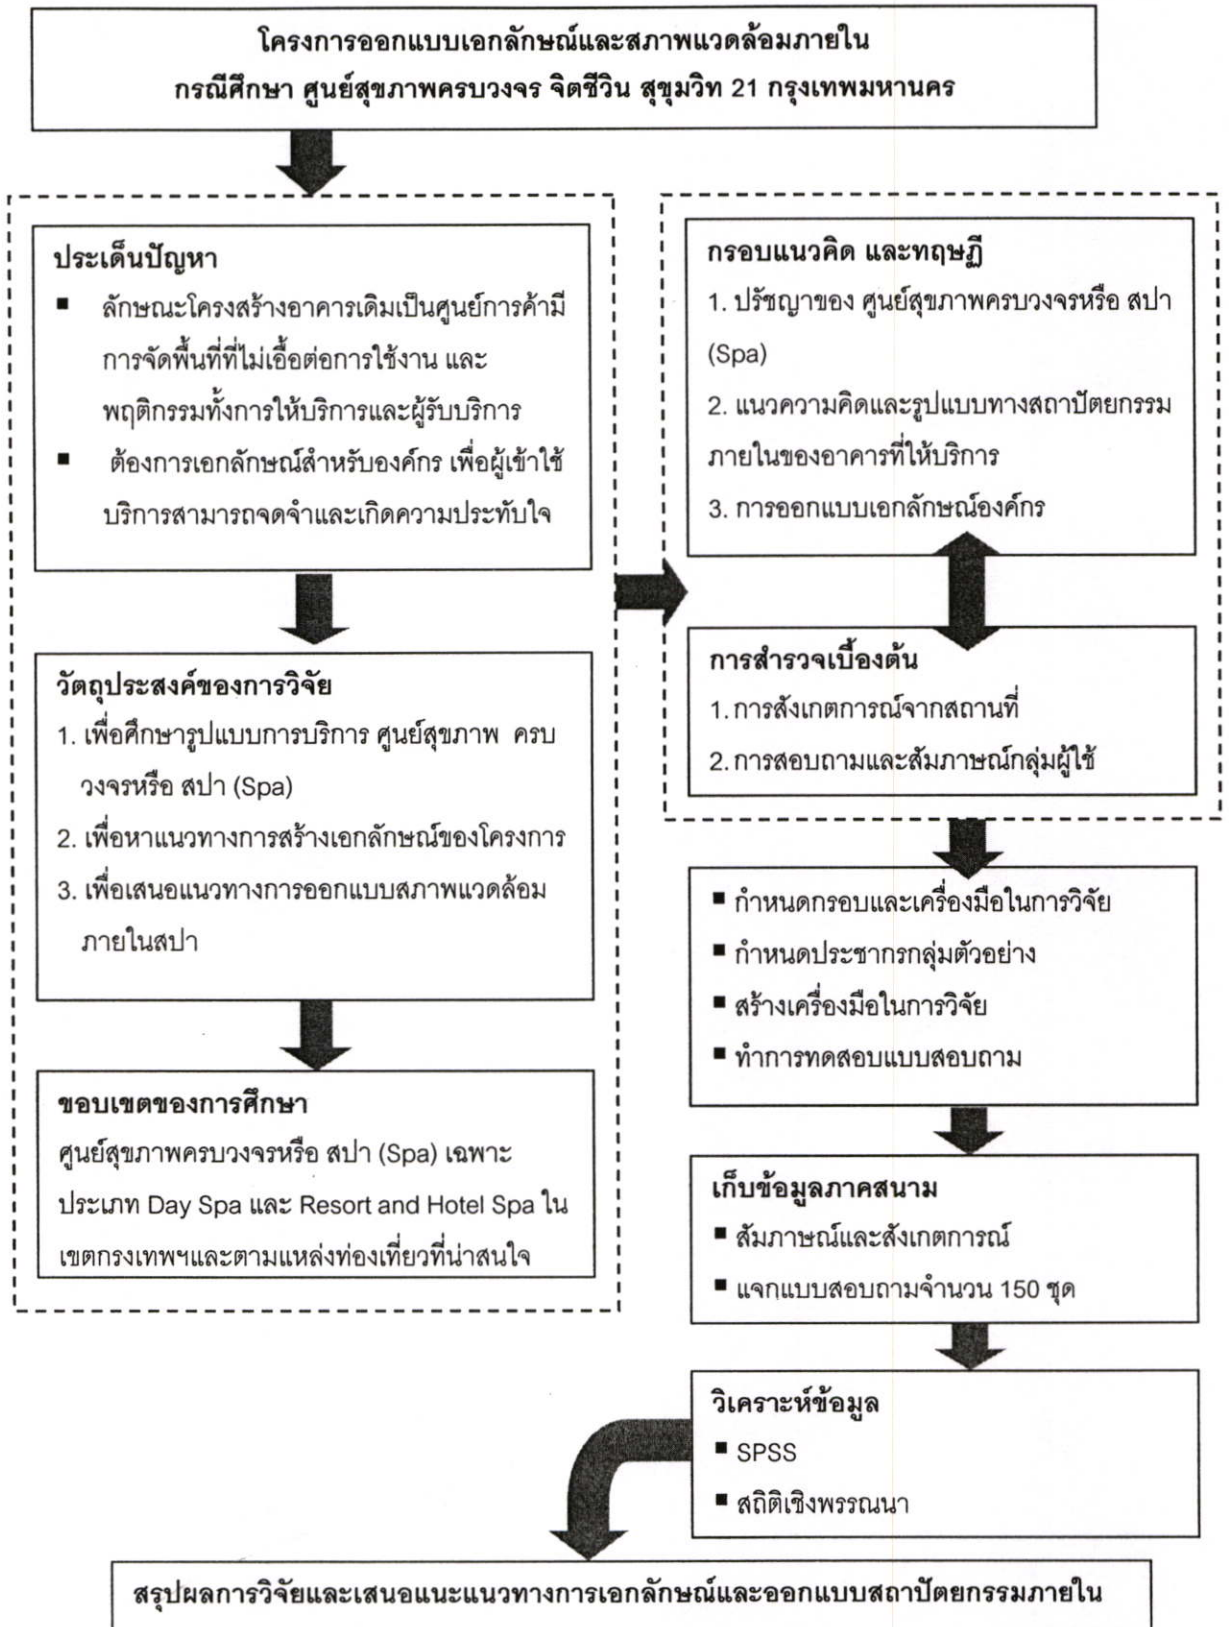 โครงการออกแบบเอกลักษณ์และสภาพแวดล้อมภายใน
กรณีศึกษา ศูนย์สุขภาพครบวงจร จิตชีวิน สุขุมวิท 21 กรุงเทพมหานคร
ประเด็นปัญหา
▪ ลักษณะโครงสร้างอาคารเดิมเป็นศูนย์การค้ามี
การจัดพื้นที่ที่ไม่เอื้อต่อการใช้งาน และ
พฤติกรรมทั้งการให้บริการและผู้รับบริการ
▪ ต้องการเอกลักษณ์สำหรับองค์กร เพื่อผู้เข้าใช้
บริการสามารถจดจำและเกิดความประทับใจ
วัตถุประสงค์ของการวิจัย
1. เพื่อศึกษารูปแบบการบริการ ศูนย์สุขภาพ ครบ
วงจรหรือ สปา (Spa)
2. เพื่อหาแนวทางการสร้างเอกลักษณ์ของโครงการ
3. เพื่อเสนอแนวทางการออกแบบสภาพแวดล้อม
ภายในสปา
ขอบเขตของการศึกษา
ศูนย์สุขภาพครบวงจรหรือ สปา (Spa) เฉพาะ
ประเภท Day Spa และ Resort and Hotel Spa ใน
เขตกรงเทพฯและตามแหล่งท่องเที่ยวที่น่าสนใจ
กรอบแนวคิด และทฤษฎี
1. ปรัชญาของ ศูนย์สุขภาพครบวงจรหรือ สปา
(Spa)
2. แนวความคิดและรูปแบบทางสถาปัตยกรรม
ภายในของอาคารที่ให้บริการ
3. การออกแบบเอกลักษณ์องค์กร
การสำรวจเบื้องต้น
1. การสังเกตการณ์จากสถานที่
2. การสอบถามและสัมภาษณ์กลุ่มผู้ใช้
▪ กำหนดกรอบและเครื่องมือในการวิจัย
▪ กำหนดประชากรกลุ่มตัวอย่าง
▪ สร้างเครื่องมือในการวิจัย
▪ ทำการทดสอบแบบสอบถาม
เก็บข้อมูลภาคสนาม
▪ สัมภาษณ์และสังเกตการณ์
▪ แจกแบบสอบถามจำนวน 150 ชุด
วิเคราะห์ข้อมูล
▪ SPSS
▪ สถิติเชิงพรรณนา
สรุปผลการวิจัยและเสนอแนะแนวทางการเอกลักษณ์และออกแบบสถาปัตยกรรมภายใน